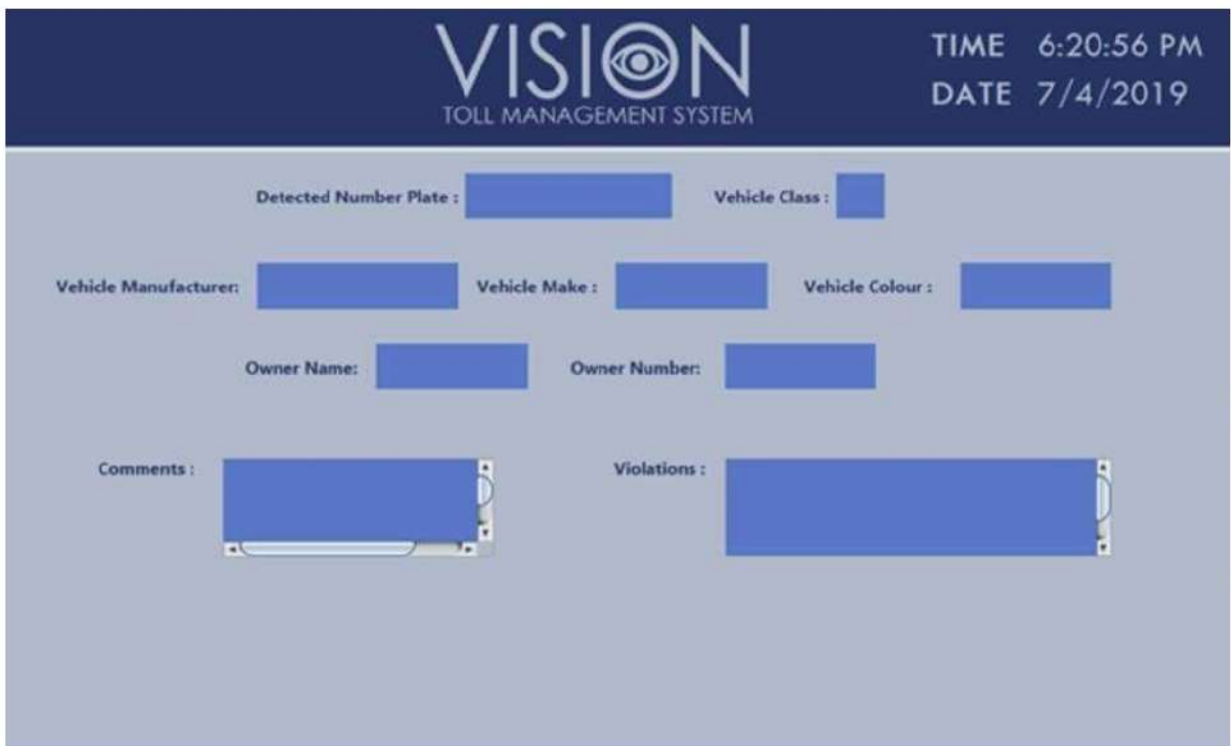 VISION
TOLL MANAGEMENT SYSTEM
TIME 6:20:56 PM
DATE 7/4/2019
Detected Number Plate :
Vehicle Class :
Vehicle Manufacturer:
Vehicle Make :
Vehicle Colour :
Owner Name:
Owner Number:
Comments :
Violations :